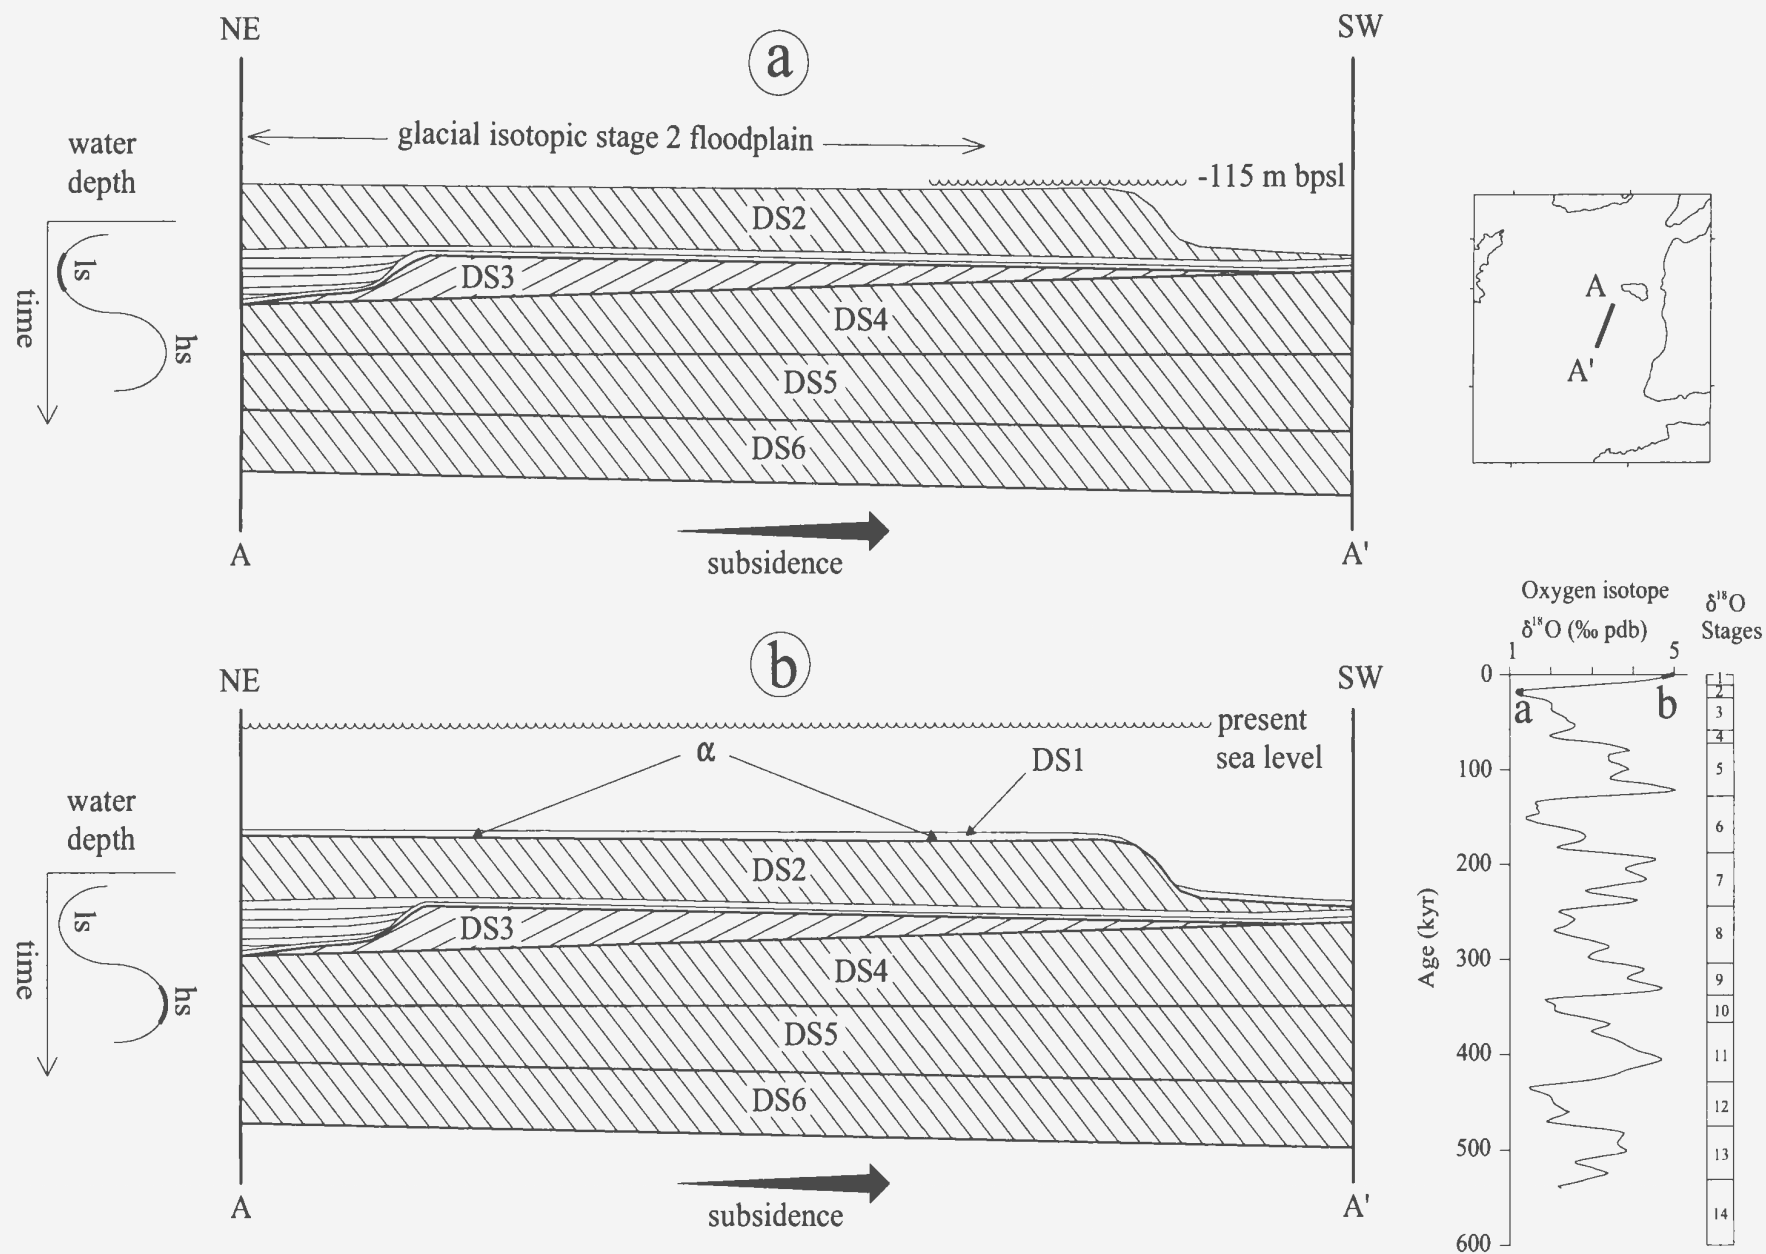 NE
a
SW
water
depth
glacial isotopic stage 2 floodplain
-115 m bpsl
DS2
ls
DS3
time
A
DS4
hs
A'
DS5
DS6
A
subsidence
A'
Oxygen isotope
δ¹⁸O (‰ pdb)
δ¹⁸O
Stages
1 5
b
NE
SW
present
sea level
α
DS1
water
depth
DS2
ls
DS3
time
DS4
hs
DS5
DS6
A
subsidence
A'
0
a
b
100
200
300
400
500
600
Age (kyr)
1
2
3
4
5
6
7
8
9
10
11
12
13
14